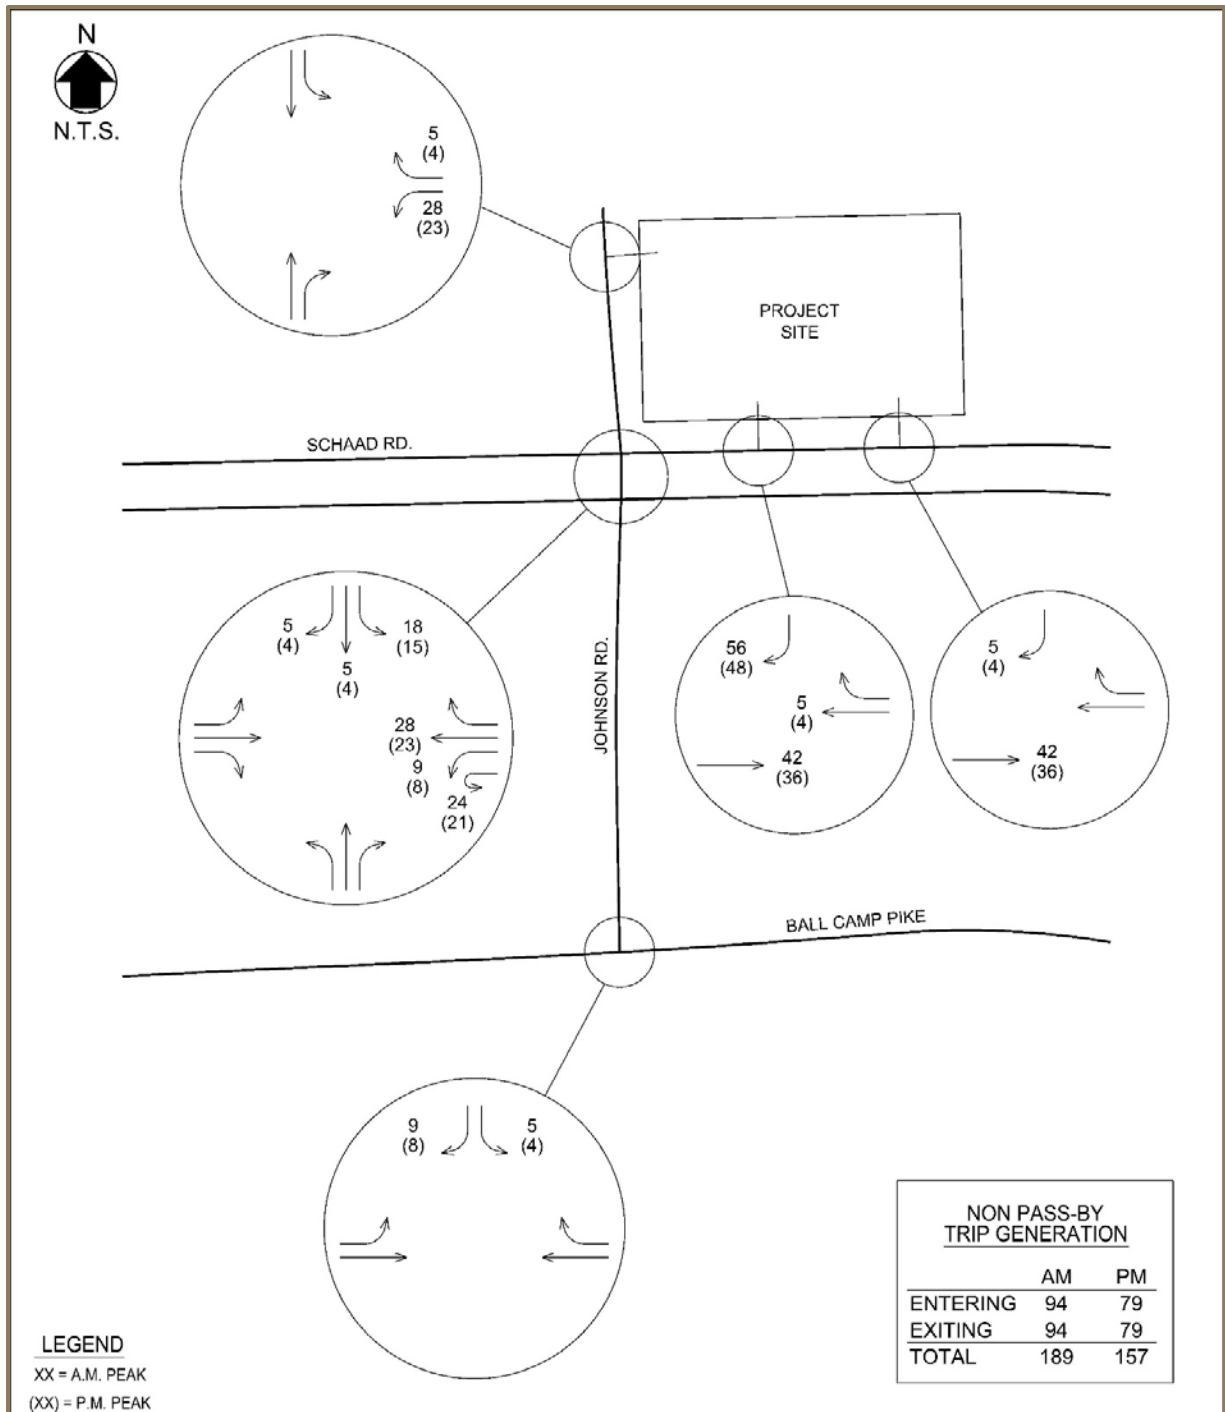 N
N.T.S.
5
(4)
28
(23)
PROJECT
SITE
SCHAAD RD.
JOHNSON RD.
5
(4)
18
(15)
5
(4)
28
(23)
9
(8)
24
(21)
56
(48)
5
(4)
42
(36)
5
(4)
42
(36)
BALL CAMP PIKE
9
(8)
5
(4)
NON PASS-BY
TRIP GENERATION
AM PM
ENTERING 94 79
EXITING 94 79
TOTAL 189 157
LEGEND
XX = A.M. PEAK
(XX) = P.M. PEAK